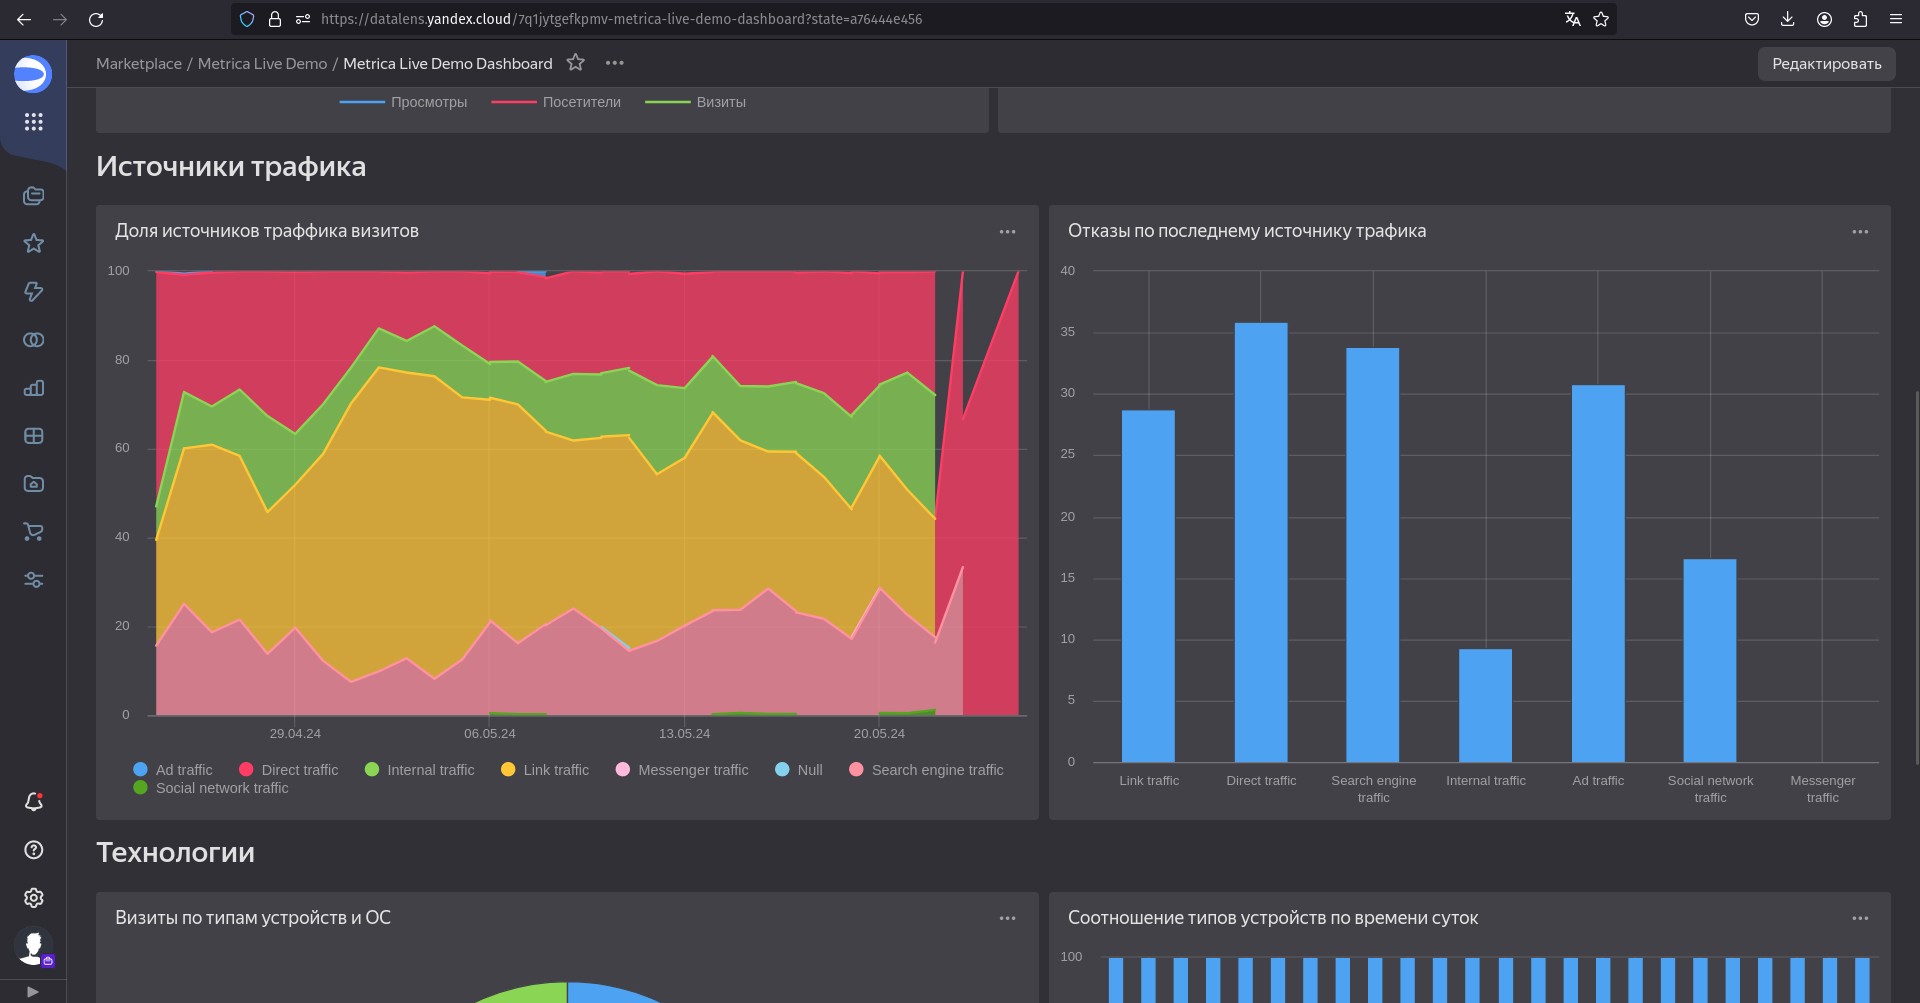 https://datalens.yandex.cloud/7q1jytgefkpmv-metrica-live-demo-dashboard?state=a76444e456
Marketplace / Metrica Live Demo / Metrica Live Demo Dashboard
Редактировать
Просмотры Посетители Визиты
Источники трафика
Доля источников траффика визитов
100
80
60
40
20
0
29.04.24 06.05.24 13.05.24 20.05.24
Ad traffic Direct traffic Internal traffic Link traffic Messenger traffic Null Search engine traffic
Social network traffic
Отказы по последнему источнику трафика
40
35
30
25
20
15
10
5
0
Link traffic Direct traffic Search engine traffic Internal traffic Ad traffic Social network traffic Messenger traffic
Технологии
Визиты по типам устройств и ОС
Соотношение типов устройств по времени суток
100